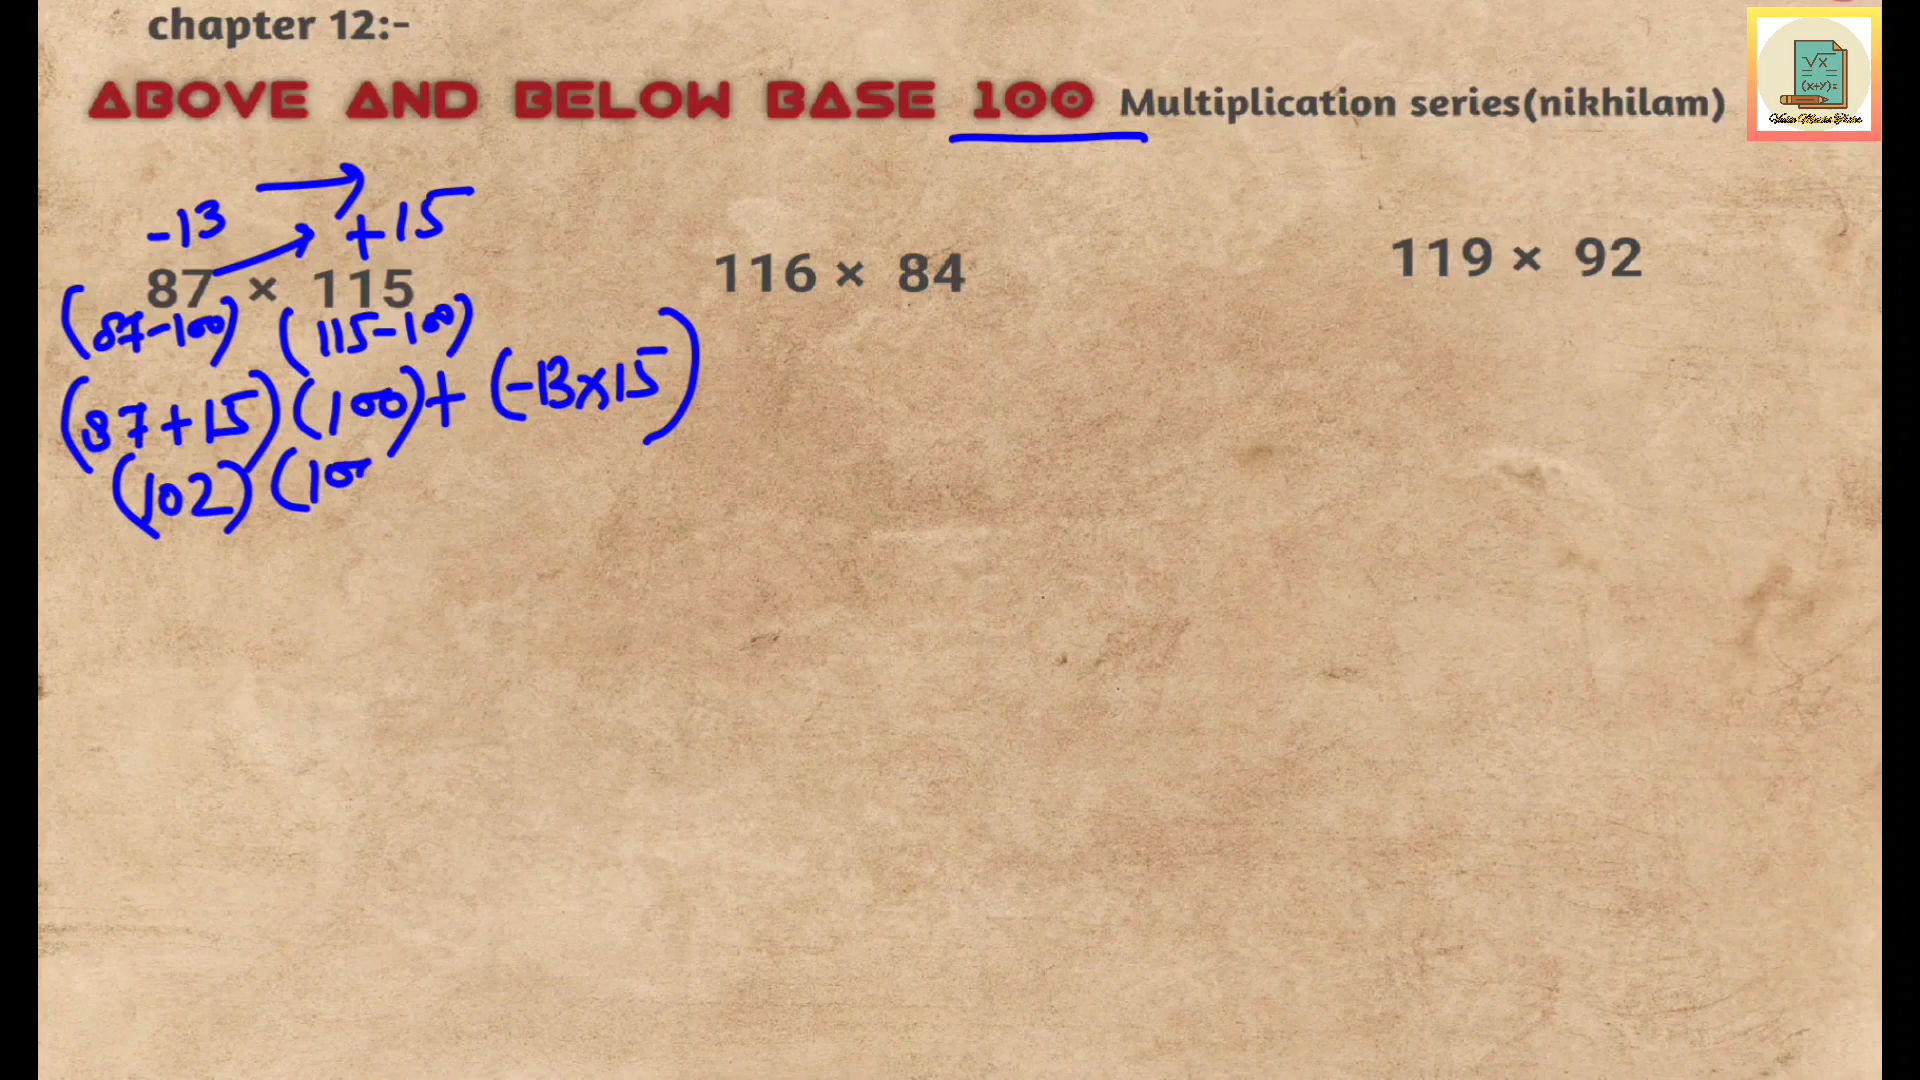 chapter 12:-
ABOVE AND BELOW BASE 100 Multiplication series(nikhilam)
√x
(x+y)=
-13 +15
87 × 115
116 × 84
119 × 92
(87-100) (115-100)
(87+15)(100)+(-13×15)
(102)(100